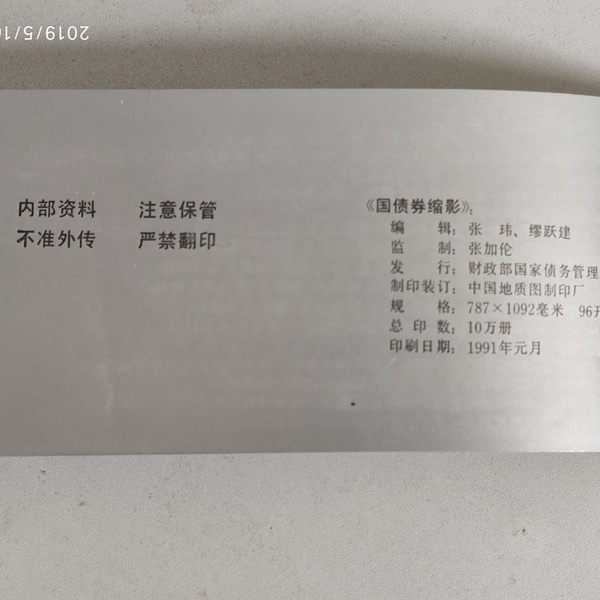 2019/5/10
内部资料 注意保管
不准外传 严禁翻印
《国债券缩影》:
编 辑: 张 玮、缪跃建
监 制: 张加伦
发 行: 财政部国家债务管理
制印装订: 中国地质图制印厂
规 格: 787×1092毫米 96开
总 印 数: 10万册
印刷日期: 1991年元月